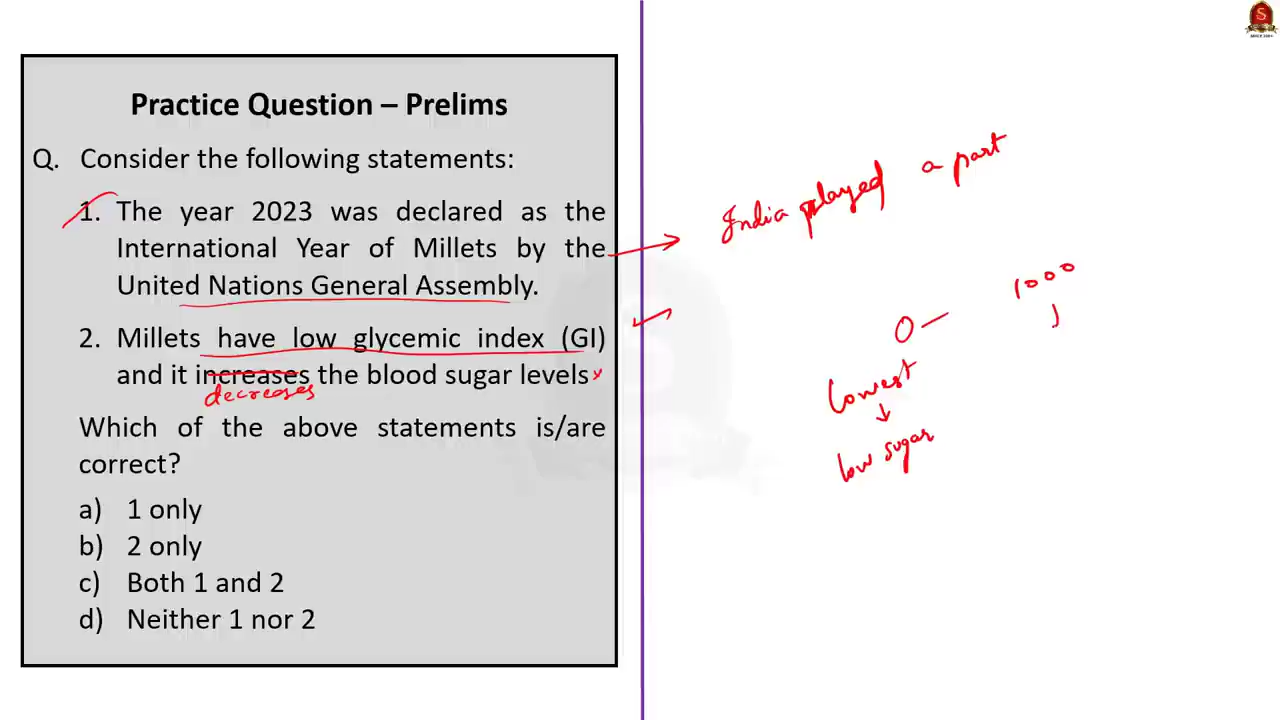 Practice Question – Prelims
Q. Consider the following statements:
1. The year 2023 was declared as the
International Year of Millets by the
United Nations General Assembly.
2. Millets have low glycemic index (GI)
and it increases the blood sugar levels
decreases
Which of the above statements is/are
correct?
a) 1 only
b) 2 only
c) Both 1 and 2
d) Neither 1 nor 2
India played a part
0 — 1000
lowest
low sugar